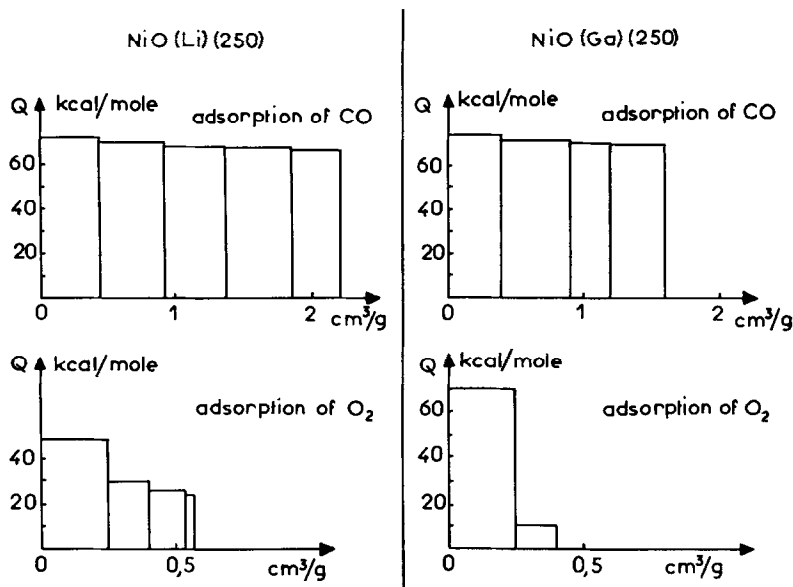 NiO (Li) (250)
Q kcal/mole
adsorption of CO
60
40
20
0 1 2 cm³/g
Q kcal/mole
adsorption of O₂
40
20
0 0,5 cm³/g
NiO (Ga) (250)
Q kcal/mole
adsorption of CO
60
40
20
0 1 2 cm³/g
Q kcal/mole
adsorption of O₂
60
40
20
0 0,5 cm³/g